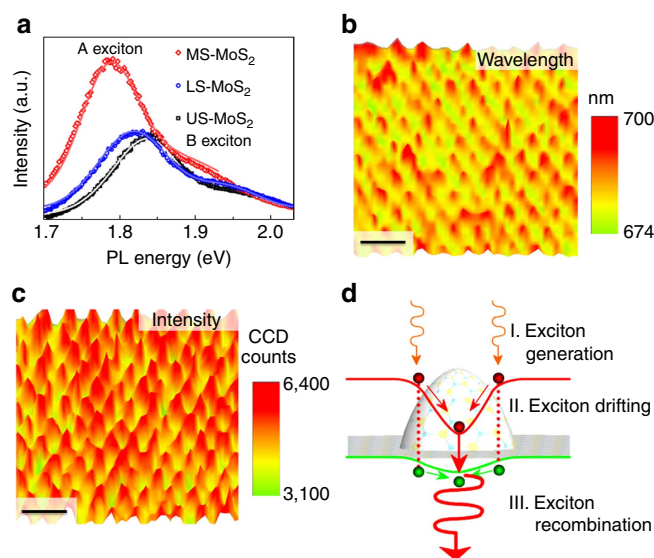 a
A exciton
MS-MoS₂
LS-MoS₂
US-MoS₂
B exciton
Intensity (a.u.)
1.7
1.8
1.9
2.0
PL energy (eV)
b
Wavelength
nm
700
674
c
Intensity
CCD
counts
6,400
3,100
d
I. Exciton
generation
II. Exciton drifting
III. Exciton
recombination